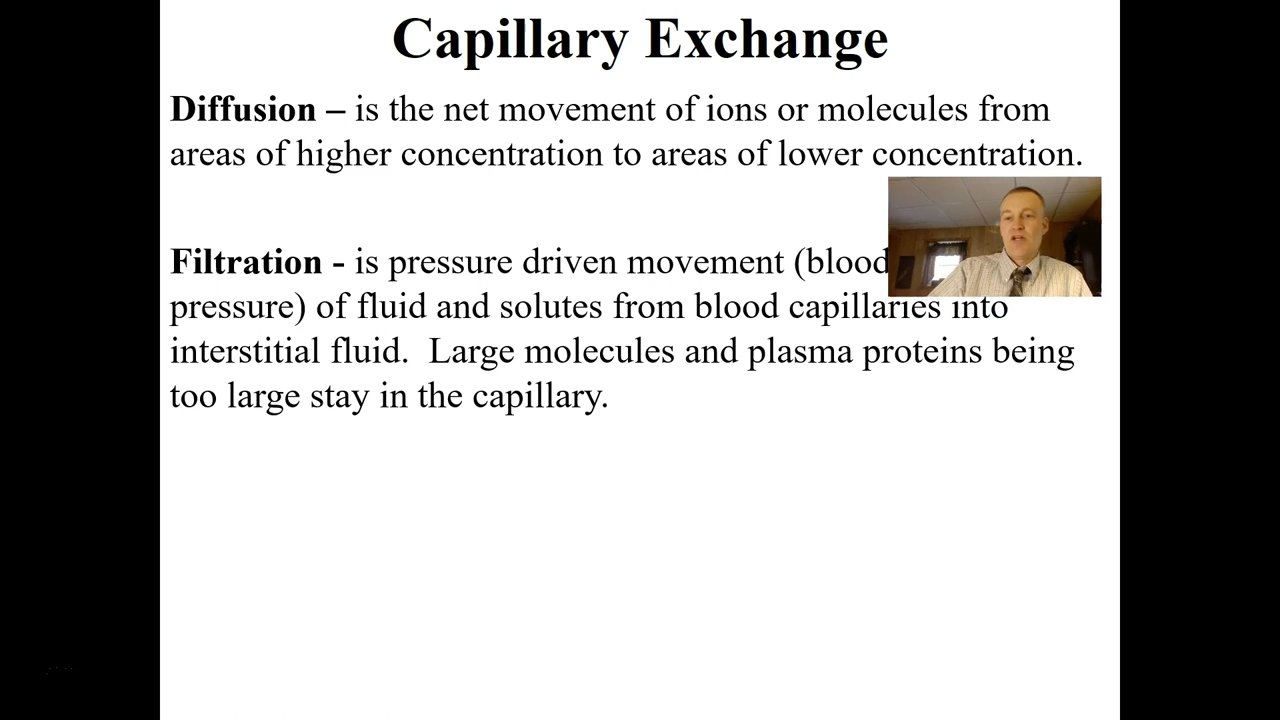 Capillary Exchange
Diffusion – is the net movement of ions or molecules from
areas of higher concentration to areas of lower concentration.
Filtration - is pressure driven movement (blood
pressure) of fluid and solutes from blood capillaries into
interstitial fluid.  Large molecules and plasma proteins being
too large stay in the capillary.